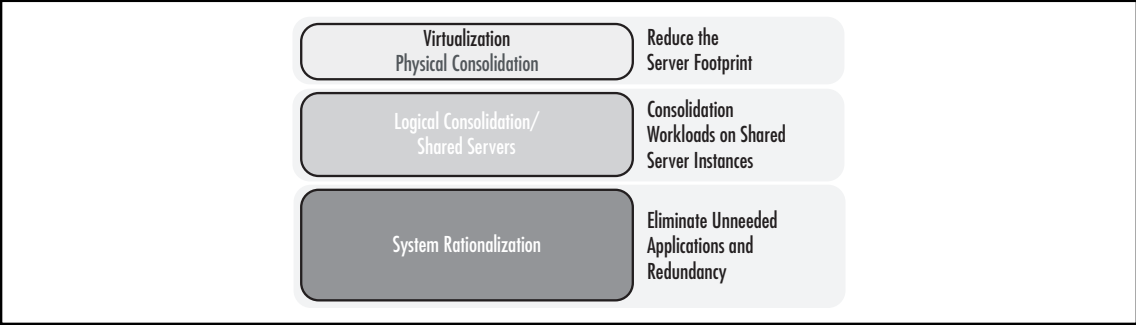 Virtualization
Physical Consolidation
Reduce the
Server Footprint
Logical Consolidation/
Shared Servers
Consolidation
Workloads on Shared
Server Instances
System Rationalization
Eliminate Unneeded
Applications and
Redundancy